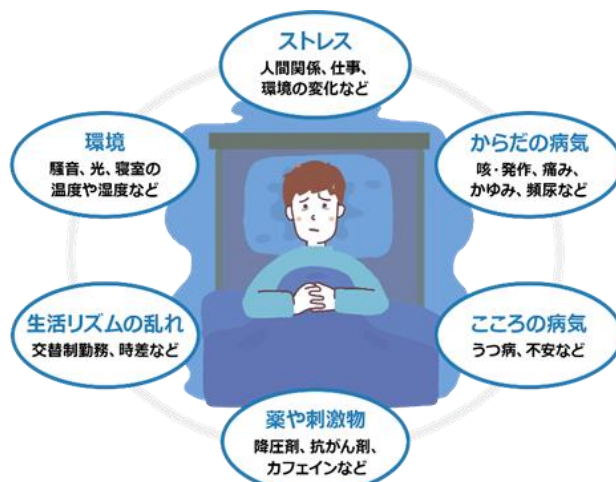 ストレス
人間関係、仕事、
環境の変化など
環境
騒音、光、寝室の
温度や湿度など
からだの病気
咳・発作、痛み、
かゆみ、頻尿など
生活リズムの乱れ
交替制勤務、時差など
こころの病気
うつ病、不安など
薬や刺激物
降圧剤、抗がん剤、
カフェインなど